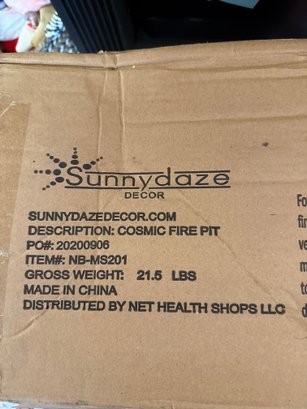 Sunnydaze
DECOR
SUNNYDAZEDECOR.COM
DESCRIPTION: COSMIC FIRE PIT
PO#: 20200906
ITEM#: NB-MS201
GROSS WEIGHT: 21.5 LBS
MADE IN CHINA
DISTRIBUTED BY NET HEALTH SHOPS LLC